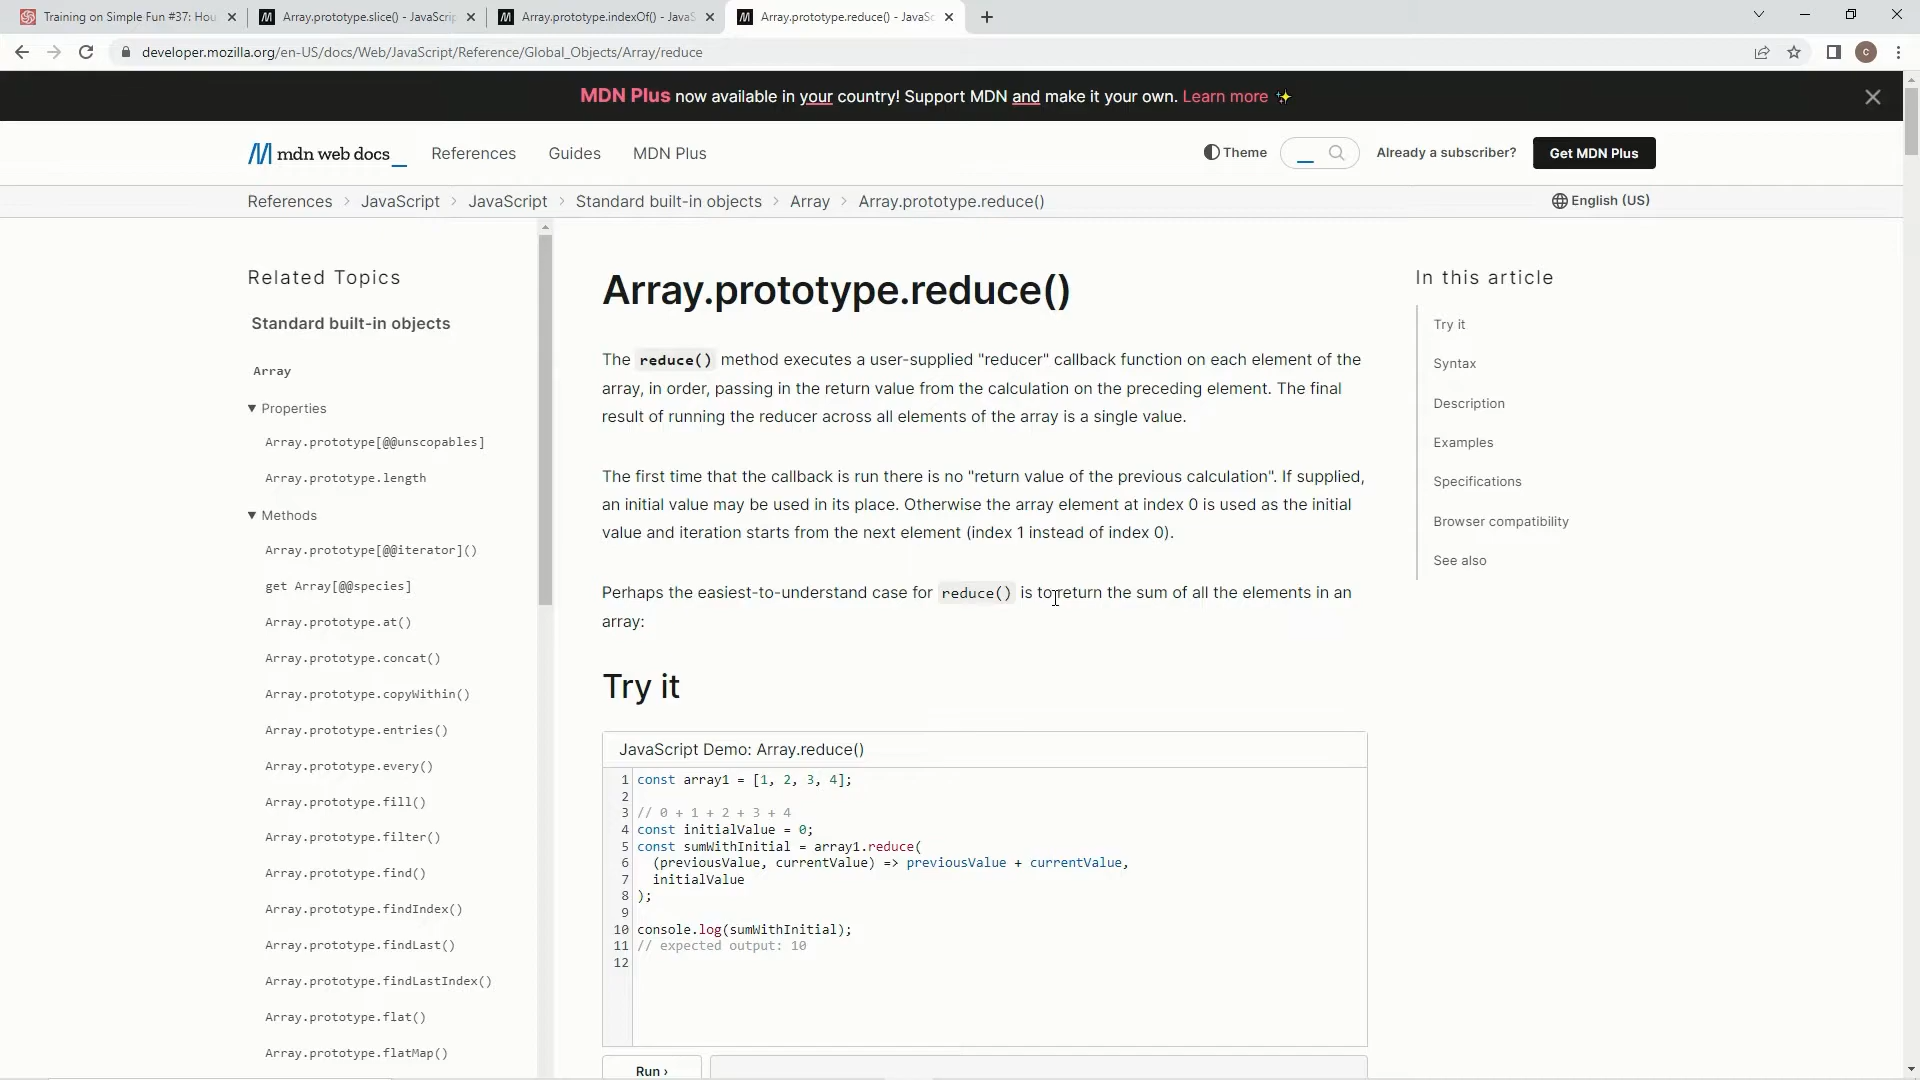 Training on Simple Fun #37: Hou
Array.prototype.slice() - JavaScrip
Array.prototype.indexOf() - JavaS
Array.prototype.reduce() - JavaSc
developer.mozilla.org/en-US/docs/Web/JavaScript/Reference/Global_Objects/Array/reduce
C
MDN Plus now available in your country! Support MDN and make it your own. Learn more ✨
mdn web docs_
References
Guides
MDN Plus
Theme
Already a subscriber?
Get MDN Plus
References > JavaScript > JavaScript > Standard built-in objects > Array > Array.prototype.reduce()
English (US)
Related Topics
Standard built-in objects
Array
▼ Properties
Array.prototype[@@unscopables]
Array.prototype.length
▼ Methods
Array.prototype[@@iterator]()
get Array[@@species]
Array.prototype.at()
Array.prototype.concat()
Array.prototype.copyWithin()
Array.prototype.entries()
Array.prototype.every()
Array.prototype.fill()
Array.prototype.filter()
Array.prototype.find()
Array.prototype.findIndex()
Array.prototype.findLast()
Array.prototype.findLastIndex()
Array.prototype.flat()
Array.prototype.flatMap()
Array.prototype.reduce()
The reduce() method executes a user-supplied "reducer" callback function on each element of the
array, in order, passing in the return value from the calculation on the preceding element. The final
result of running the reducer across all elements of the array is a single value.
The first time that the callback is run there is no "return value of the previous calculation". If supplied,
an initial value may be used in its place. Otherwise the array element at index 0 is used as the initial
value and iteration starts from the next element (index 1 instead of index 0).
Perhaps the easiest-to-understand case for reduce() is to return the sum of all the elements in an
array:
Try it
JavaScript Demo: Array.reduce()
1 const array1 = [1, 2, 3, 4];
2
3 // 0 + 1 + 2 + 3 + 4
4 const initialValue = 0;
5 const sumWithInitial = array1.reduce(
6 (previousValue, currentValue) => previousValue + currentValue,
7 initialValue
8 );
9
10 console.log(sumWithInitial);
11 // expected output: 10
12
Run ›
In this article
Try it
Syntax
Description
Examples
Specifications
Browser compatibility
See also